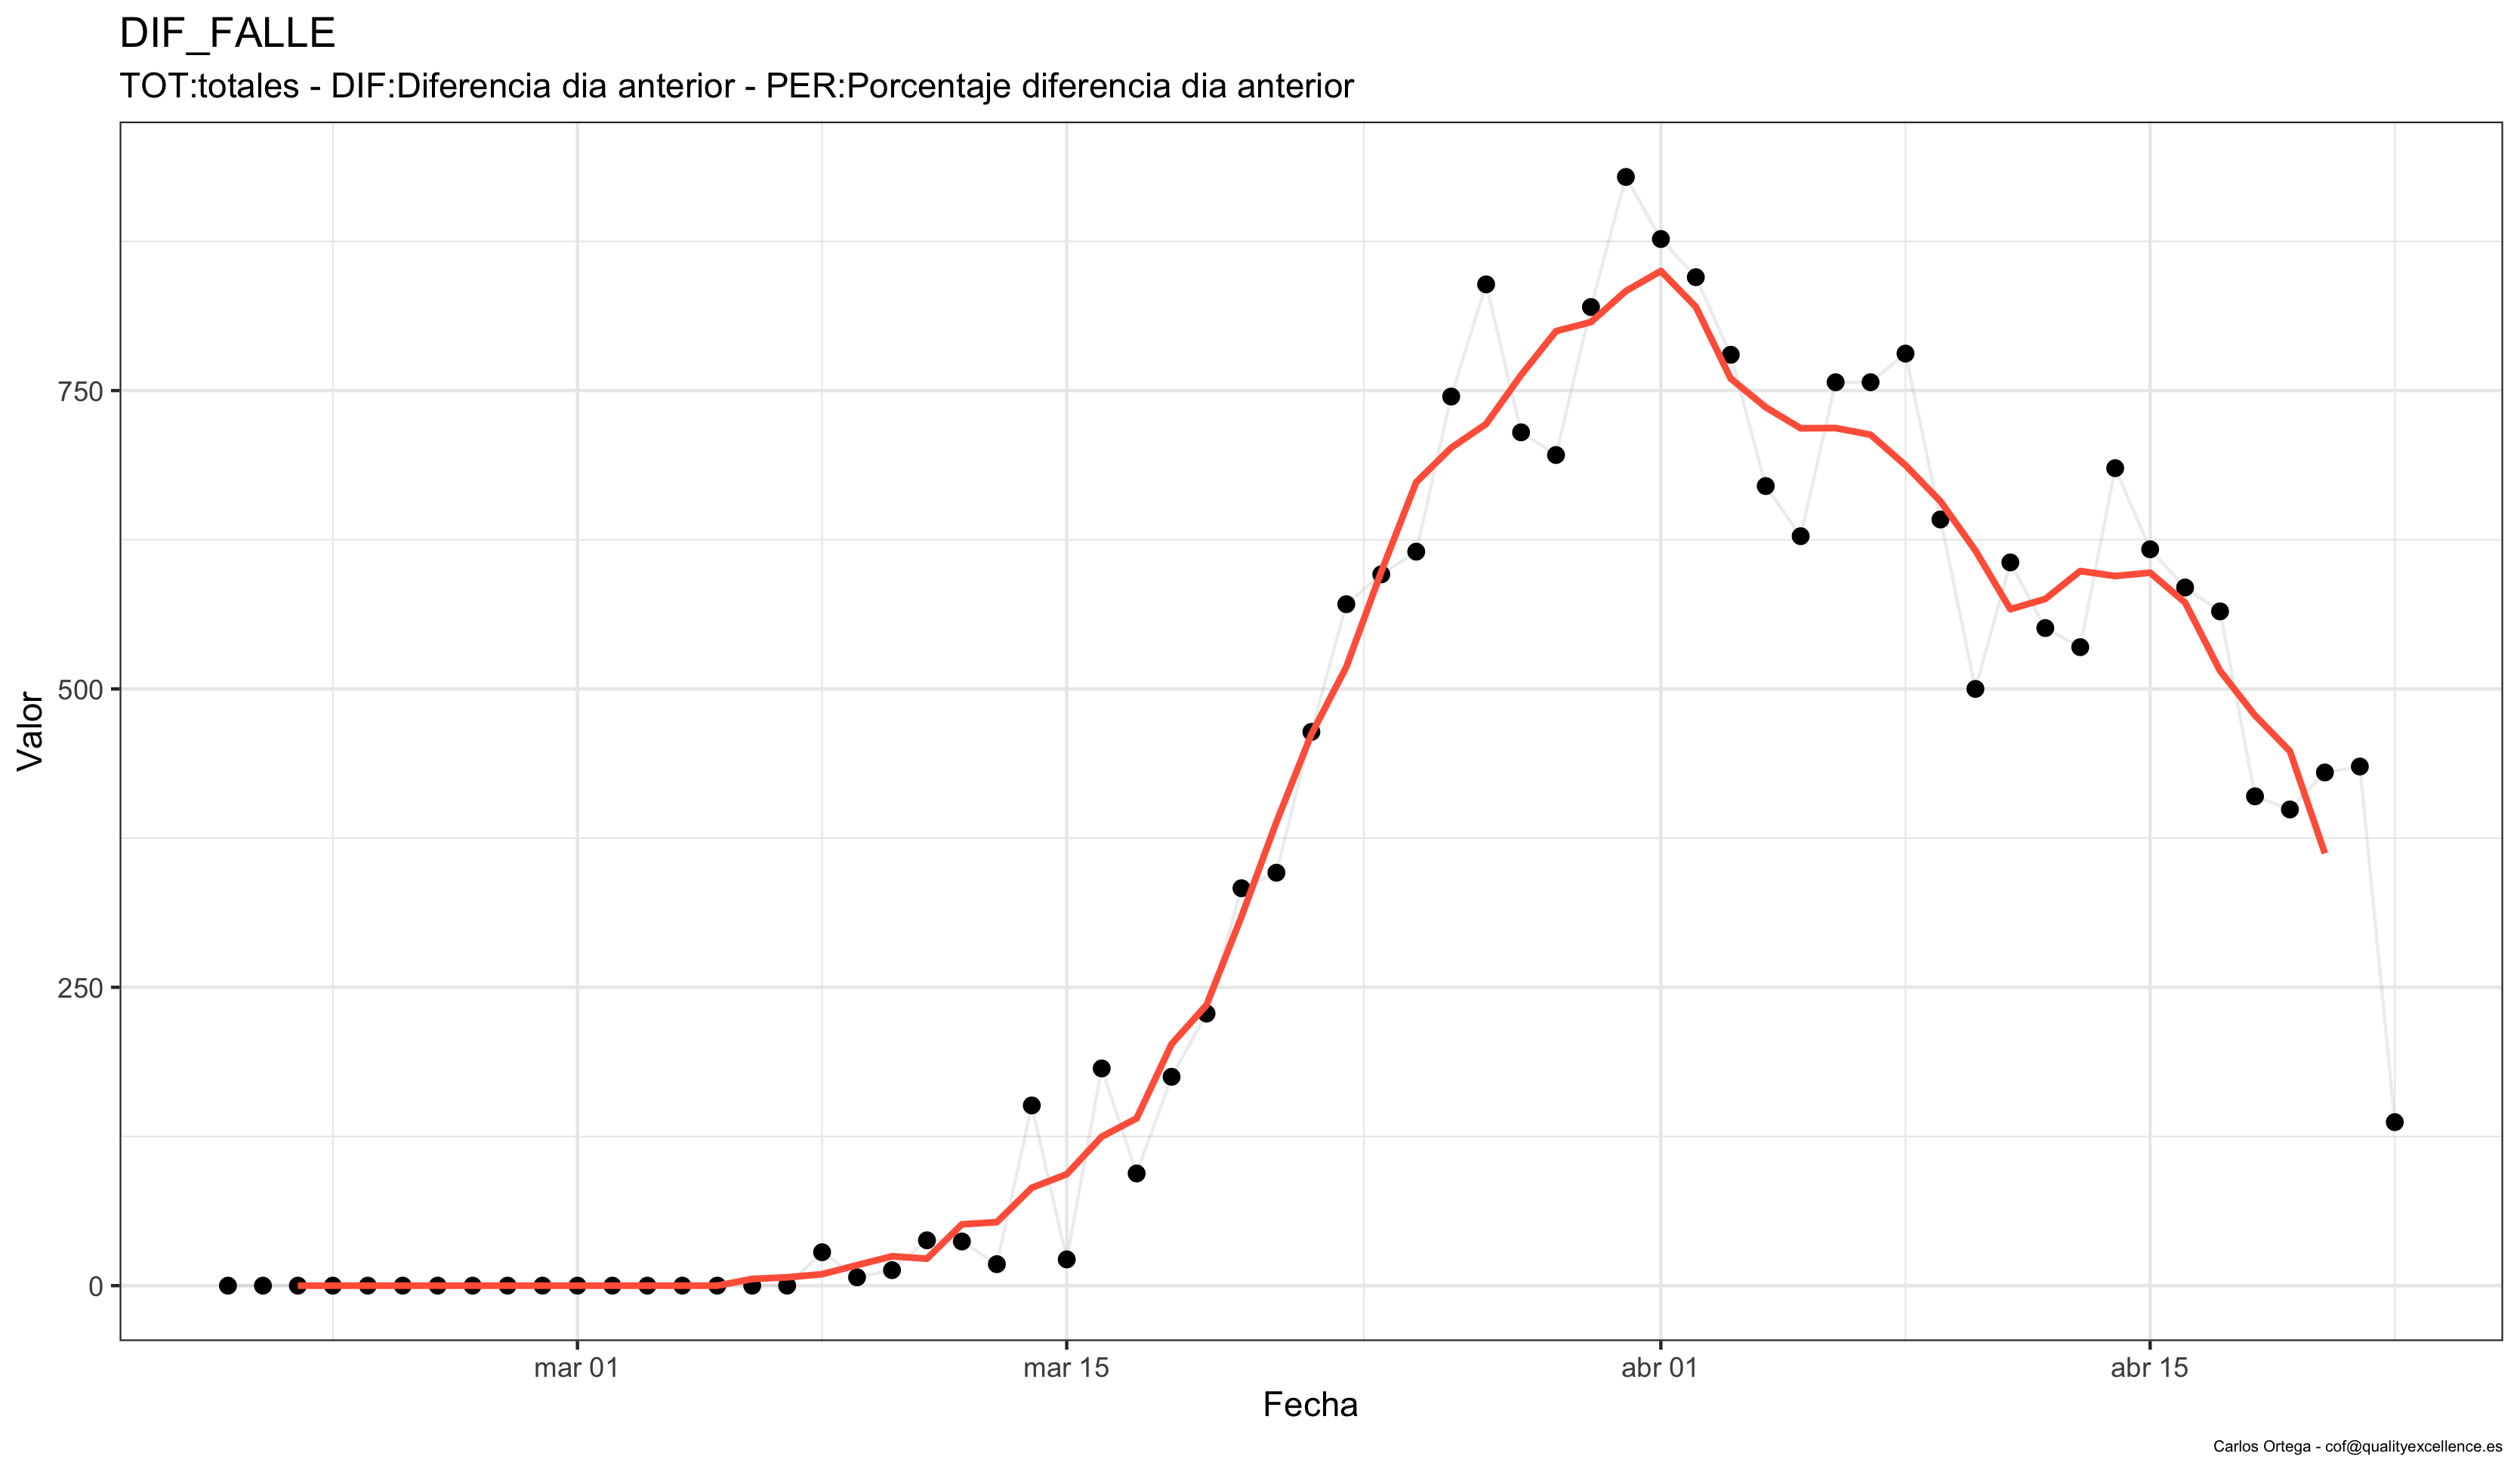 DIF_FALLE
TOT:totales - DIF:Diferencia dia anterior - PER:Porcentaje diferencia dia anterior
Valor
750
500
250
0
mar 01
mar 15
abr 01
abr 15
Fecha
Carlos Ortega - cof@qualityexcellence.es